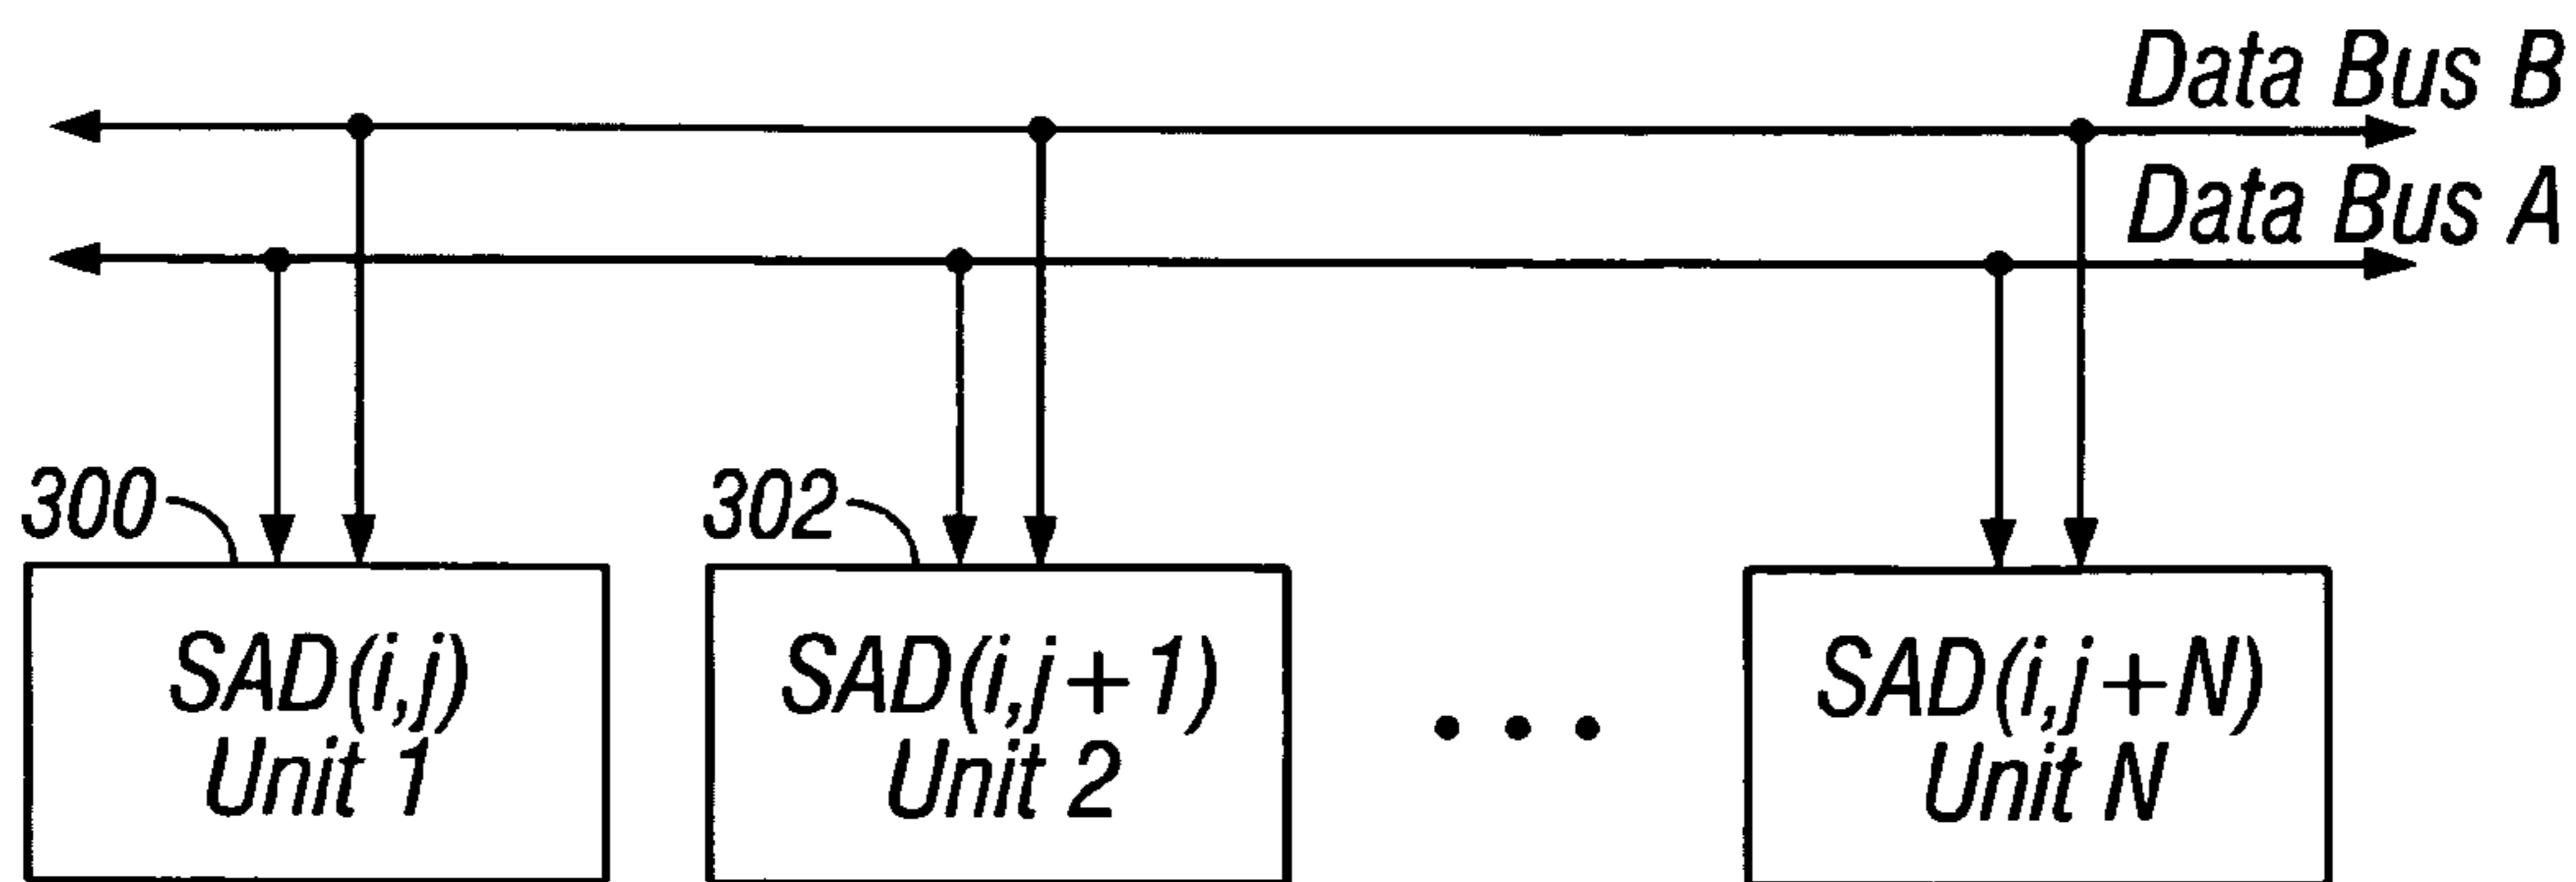 Data Bus B
Data Bus A
300
302
SAD(i,j)
Unit 1
SAD(i,j+1)
Unit 2
• • •
SAD(i,j+N)
Unit N